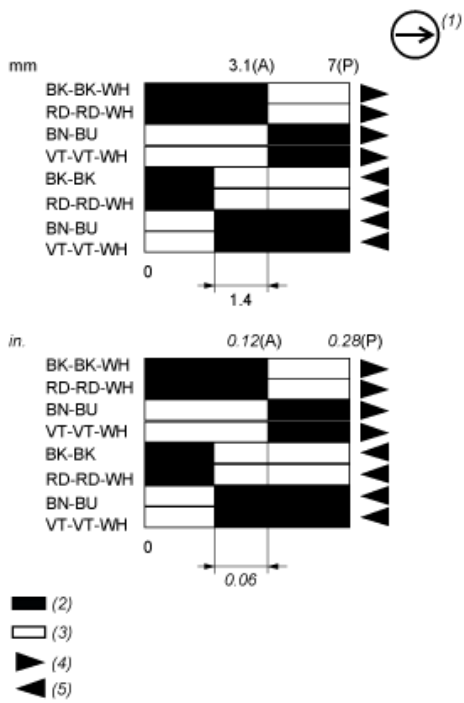 (1)
mm 3.1(A) 7(P)
BK-BK-WH
RD-RD-WH
BN-BU
VT-VT-WH
BK-BK
RD-RD-WH
BN-BU
VT-VT-WH
0
1.4
in. 0.12(A) 0.28(P)
BK-BK-WH
RD-RD-WH
BN-BU
VT-VT-WH
BK-BK
RD-RD-WH
BN-BU
VT-VT-WH
0
0.06
(2)
(3)
(4)
(5)